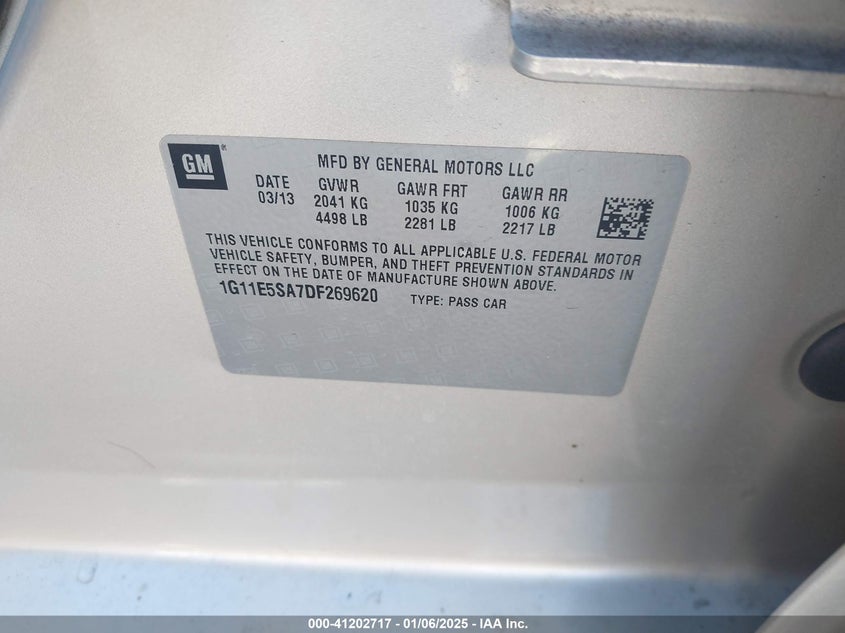 GM
MFD BY GENERAL MOTORS LLC
DATE GVWR GAWR FRT GAWR RR
03/13 2041 KG 1035 KG 1006 KG
4498 LB 2281 LB 2217 LB
THIS VEHICLE CONFORMS TO ALL APPLICABLE U.S. FEDERAL MOTOR
VEHICLE SAFETY, BUMPER, AND THEFT PREVENTION STANDARDS IN
EFFECT ON THE DATE OF MANUFACTURE SHOWN ABOVE.
1G11E5SA7DF269620 TYPE: PASS CAR
000-41202717 - 01/06/2025 - IAA Inc.